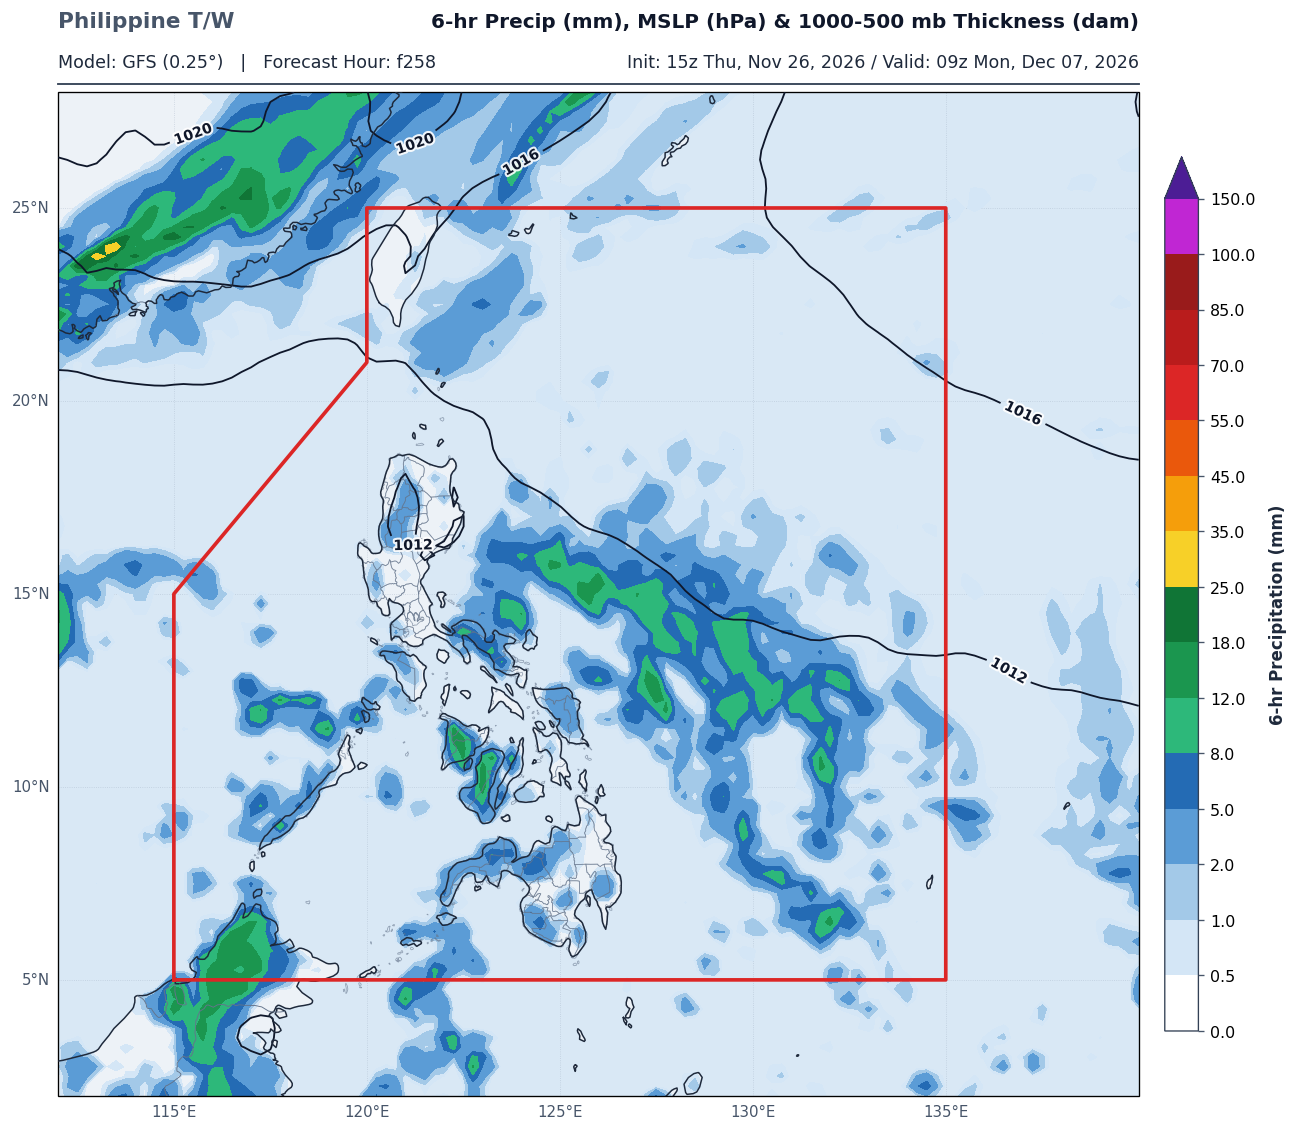 Philippine T/W
6-hr Precip (mm), MSLP (hPa) & 1000-500 mb Thickness (dam)
Model: GFS (0.25°) | Forecast Hour: f258
Init: 15z Thu, Nov 26, 2026 / Valid: 09z Mon, Dec 07, 2026
1020
1020
1016
25°N
20°N
1016
1012
15°N
1012
10°N
5°N
115°E
120°E
125°E
130°E
135°E
150.0
100.0
85.0
70.0
55.0
45.0
35.0
25.0
18.0
12.0
8.0
5.0
2.0
1.0
0.5
0.0
6-hr Precipitation (mm)